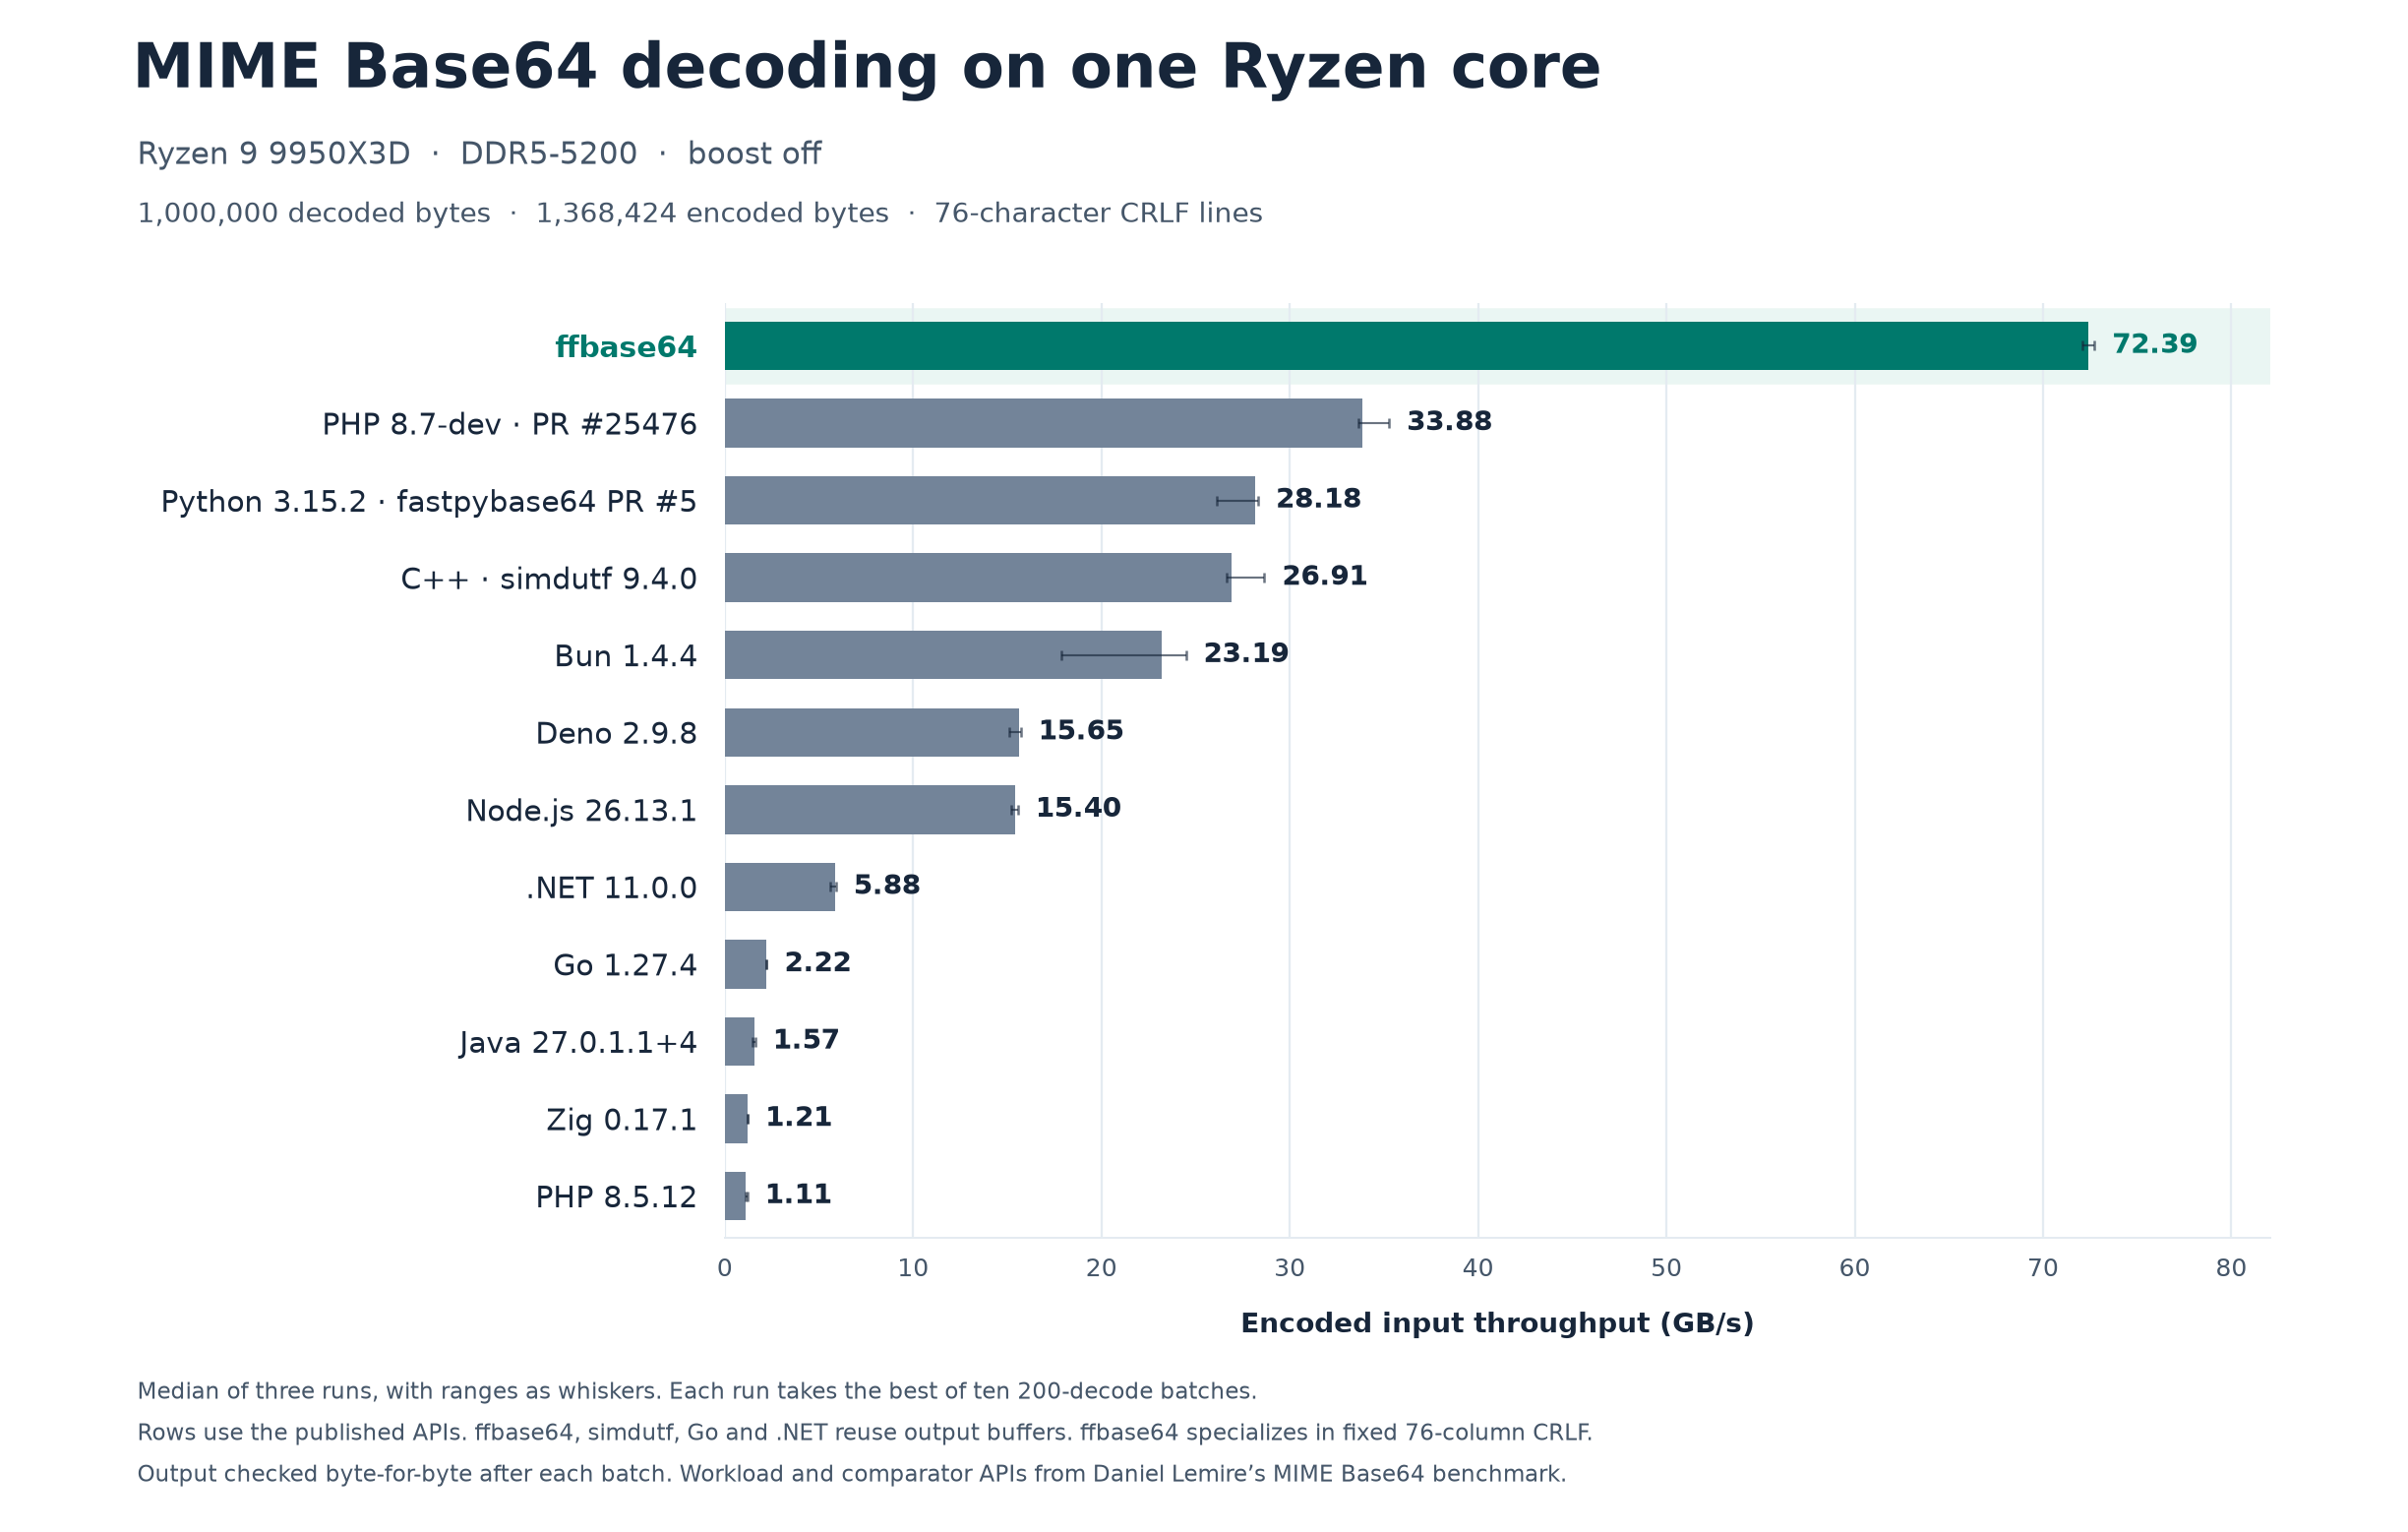 MIME Base64 decoding on one Ryzen core
Ryzen 9 9950X3D · DDR5-5200 · boost off
1,000,000 decoded bytes · 1,368,424 encoded bytes · 76-character CRLF lines
ffbase64 72.39
PHP 8.7-dev · PR #25476 33.88
Python 3.15.2 · fastpybase64 PR #5 28.18
C++ · simdutf 9.4.0 26.91
Bun 1.4.4 23.19
Deno 2.9.8 15.65
Node.js 26.13.1 15.40
.NET 11.0.0 5.88
Go 1.27.4 2.22
Java 27.0.1.1+4 1.57
Zig 0.17.1 1.21
PHP 8.5.12 1.11
0 10 20 30 40 50 60 70 80
Encoded input throughput (GB/s)
Median of three runs, with ranges as whiskers. Each run takes the best of ten 200-decode batches.
Rows use the published APIs. ffbase64, simdutf, Go and .NET reuse output buffers. ffbase64 specializes in fixed 76-column CRLF.
Output checked byte-for-byte after each batch. Workload and comparator APIs from Daniel Lemire’s MIME Base64 benchmark.